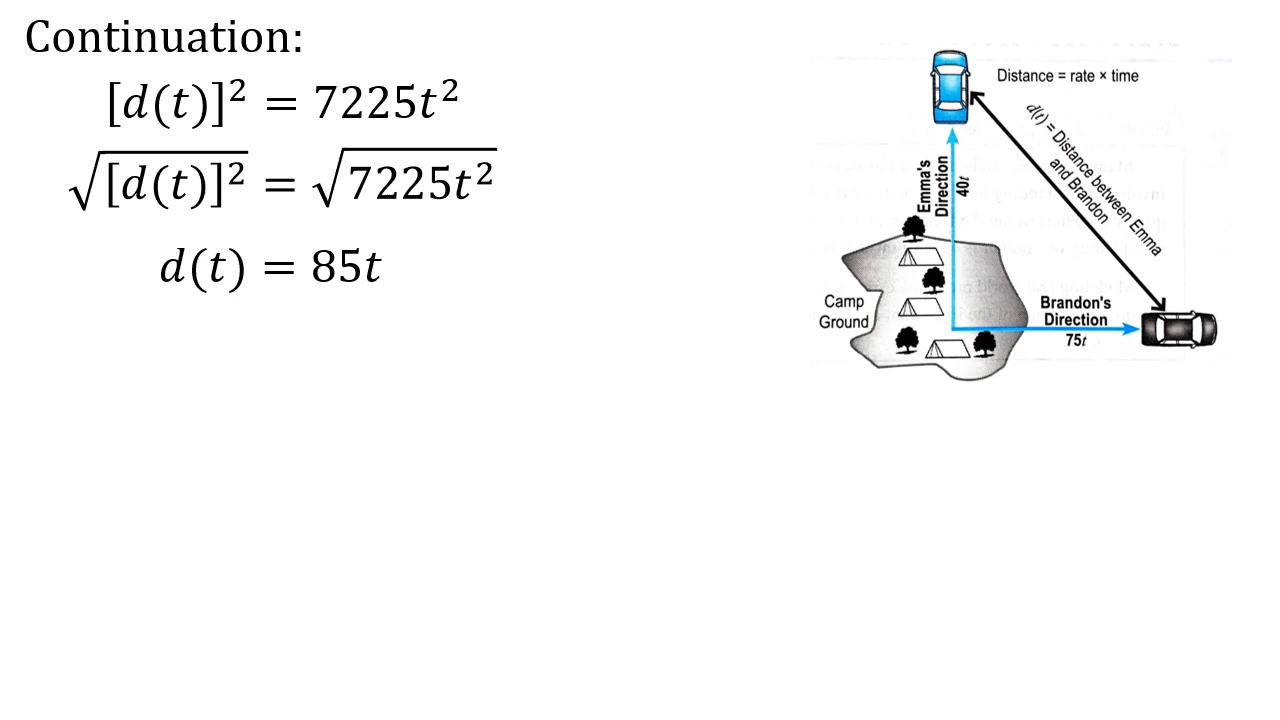 Continuation:
[d(t)]² = 7225t²
√[d(t)]² = √7225t²
d(t) = 85t
Distance = rate × time
d(t) = Distance between Emma
and Brandon
Emma's
Direction
40t
Camp
Ground
Brandon's
Direction
75t